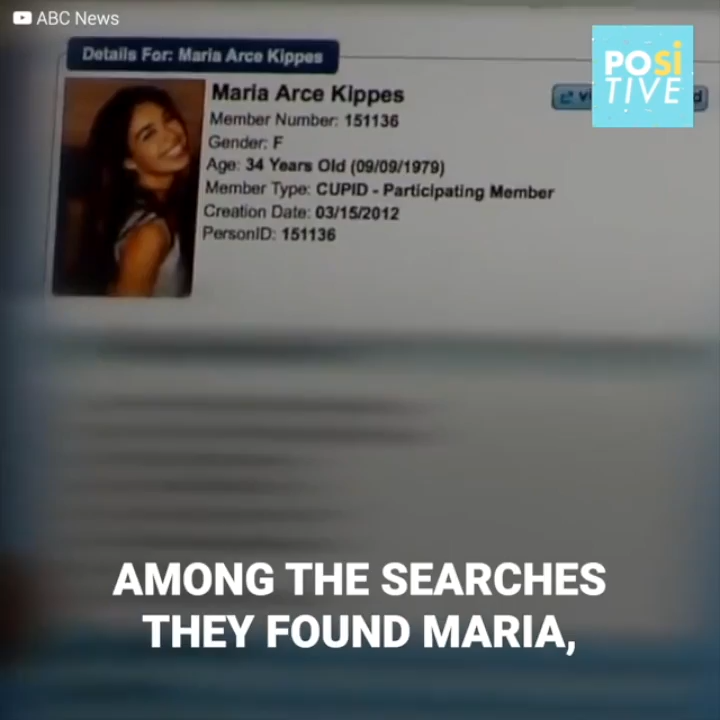 ABC News
POSi
TIVE
Details For: Maria Arce Kippes
Maria Arce Kippes
Member Number: 151136
Gender: F
Age: 34 Years Old (09/09/1979)
Member Type: CUPID - Participating Member
Creation Date: 03/15/2012
PersonID: 151136
AMONG THE SEARCHES
THEY FOUND MARIA,